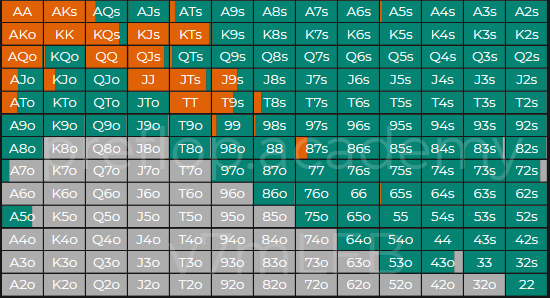 AA AKs AQs AJs ATs A9s A8s A7s A6s A5s A4s A3s A2s
AKo KK KQs KJs KTs K9s K8s K7s K6s K5s K4s K3s K2s
AQo KQo QQ QJs QTs Q9s Q8s Q7s Q6s Q5s Q4s Q3s Q2s
AJo KJo QJo JJ JTs J9s J8s J7s J6s J5s J4s J3s J2s
ATo KTo QTo JTo TT T9s T8s T7s T6s T5s T4s T3s T2s
A9o K9o Q9o J9o T9o 99 98s 97s 96s 95s 94s 93s 92s
A8o K8o Q8o J8o T8o 98o 88 87s 86s 85s 84s 83s 82s
A7o K7o Q7o J7o T7o 97o 87o 77 76s 75s 74s 73s 72s
A6o K6o Q6o J6o T6o 96o 86o 76o 66 65s 64s 63s 62s
A5o K5o Q5o J5o T5o 95o 85o 75o 65o 55 54s 53s 52s
A4o K4o Q4o J4o T4o 94o 84o 74o 64o 54o 44 43s 42s
A3o K3o Q3o J3o T3o 93o 83o 73o 63o 53o 43o 33 32s
A2o K2o Q2o J2o T2o 92o 82o 72o 62o 52o 42o 32o 22
preflop.academy